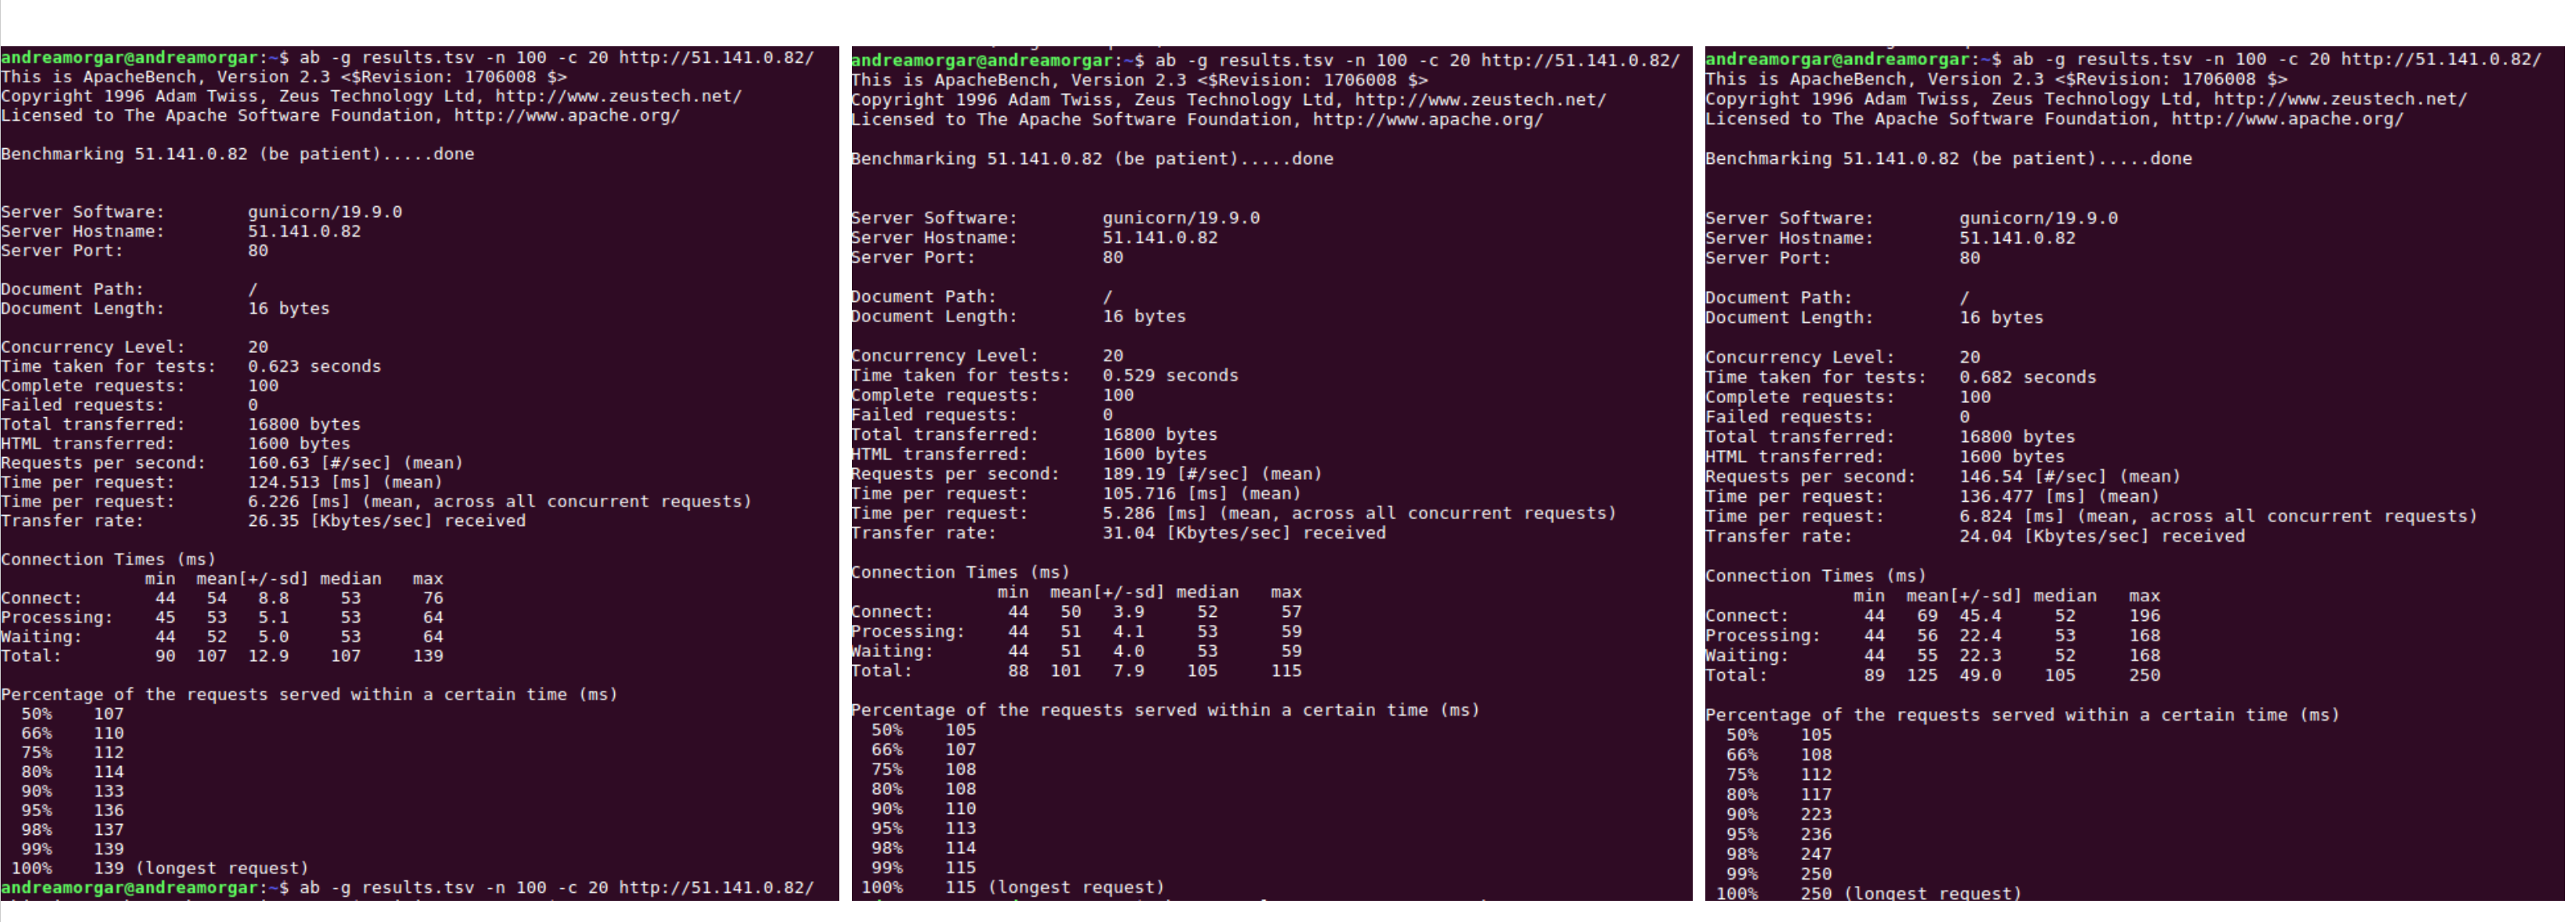 andreamorgar@andreamorgar:~$ ab -g results.tsv -n 100 -c 20 http://51.141.0.82/
This is ApacheBench, Version 2.3 <$Revision: 1706008 $>
Copyright 1996 Adam Twiss, Zeus Technology Ltd, http://www.zeustech.net/
Licensed to The Apache Software Foundation, http://www.apache.org/

Benchmarking 51.141.0.82 (be patient).....done

Server Software:        gunicorn/19.9.0
Server Hostname:        51.141.0.82
Server Port:            80

Document Path:          /
Document Length:        16 bytes

Concurrency Level:      20
Time taken for tests:   0.623 seconds
Complete requests:      100
Failed requests:        0
Total transferred:      16800 bytes
HTML transferred:       1600 bytes
Requests per second:    160.63 [#/sec] (mean)
Time per request:       124.513 [ms] (mean)
Time per request:       6.226 [ms] (mean, across all concurrent requests)
Transfer rate:          26.35 [Kbytes/sec] received

Connection Times (ms)
              min  mean[+/-sd] median   max
Connect:       44   54   8.8     53      76
Processing:    45   53   5.1     53      64
Waiting:       44   52   5.0     53      64
Total:         90  107  12.9    107     139

Percentage of the requests served within a certain time (ms)
  50%    107
  66%    110
  75%    112
  80%    114
  90%    133
  95%    136
  98%    137
  99%    139
 100%    139 (longest request)
andreamorgar@andreamorgar:~$ ab -g results.tsv -n 100 -c 20 http://51.141.0.82/

andreamorgar@andreamorgar:~$ ab -g results.tsv -n 100 -c 20 http://51.141.0.82/
This is ApacheBench, Version 2.3 <$Revision: 1706008 $>
Copyright 1996 Adam Twiss, Zeus Technology Ltd, http://www.zeustech.net/
Licensed to The Apache Software Foundation, http://www.apache.org/

Benchmarking 51.141.0.82 (be patient).....done

Server Software:        gunicorn/19.9.0
Server Hostname:        51.141.0.82
Server Port:            80

Document Path:          /
Document Length:        16 bytes

Concurrency Level:      20
Time taken for tests:   0.529 seconds
Complete requests:      100
Failed requests:        0
Total transferred:      16800 bytes
HTML transferred:       1600 bytes
Requests per second:    189.19 [#/sec] (mean)
Time per request:       105.716 [ms] (mean)
Time per request:       5.286 [ms] (mean, across all concurrent requests)
Transfer rate:          31.04 [Kbytes/sec] received

Connection Times (ms)
              min  mean[+/-sd] median   max
Connect:       44   50   3.9     52      57
Processing:    44   51   4.1     53      59
Waiting:       44   51   4.0     53      59
Total:         88  101   7.9    105     115

Percentage of the requests served within a certain time (ms)
  50%    105
  66%    107
  75%    108
  80%    108
  90%    110
  95%    113
  98%    114
  99%    115
 100%    115 (longest request)

andreamorgar@andreamorgar:~$ ab -g results.tsv -n 100 -c 20 http://51.141.0.82/
This is ApacheBench, Version 2.3 <$Revision: 1706008 $>
Copyright 1996 Adam Twiss, Zeus Technology Ltd, http://www.zeustech.net/
Licensed to The Apache Software Foundation, http://www.apache.org/

Benchmarking 51.141.0.82 (be patient).....done

Server Software:        gunicorn/19.9.0
Server Hostname:        51.141.0.82
Server Port:            80

Document Path:          /
Document Length:        16 bytes

Concurrency Level:      20
Time taken for tests:   0.682 seconds
Complete requests:      100
Failed requests:        0
Total transferred:      16800 bytes
HTML transferred:       1600 bytes
Requests per second:    146.54 [#/sec] (mean)
Time per request:       136.477 [ms] (mean)
Time per request:       6.824 [ms] (mean, across all concurrent requests)
Transfer rate:          24.04 [Kbytes/sec] received

Connection Times (ms)
              min  mean[+/-sd] median   max
Connect:       44   69  45.4     52     196
Processing:    44   56  22.4     53     168
Waiting:       44   55  22.3     52     168
Total:         89  125  49.0    105     250

Percentage of the requests served within a certain time (ms)
  50%    105
  66%    108
  75%    112
  80%    117
  90%    223
  95%    236
  98%    247
  99%    250
 100%    250 (longest request)